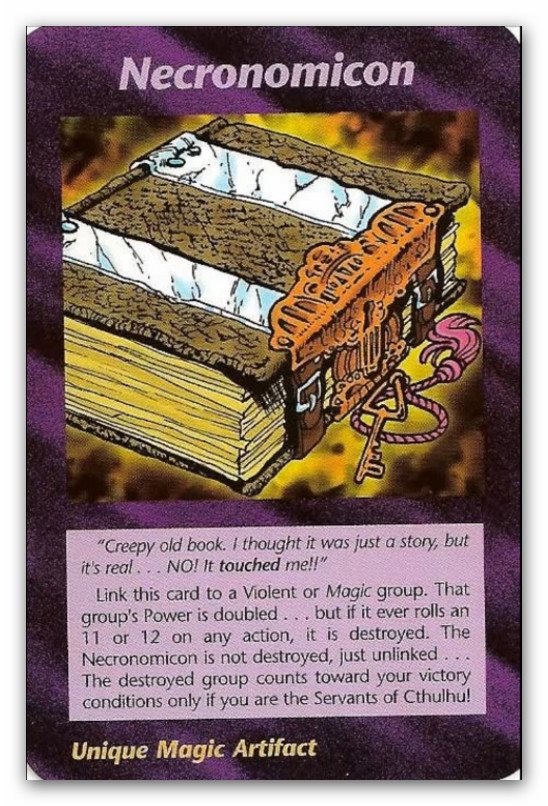 Necronomicon
"Creepy old book. I thought it was just a story, but
it's real . . . NO! It touched me!!"
Link this card to a Violent or Magic group. That
group's Power is doubled . . . but if it ever rolls an
11 or 12 on any action, it is destroyed. The
Necronomicon is not destroyed, just unlinked . . .
The destroyed group counts toward your victory
conditions only if you are the Servants of Cthulhu!
Unique Magic Artifact